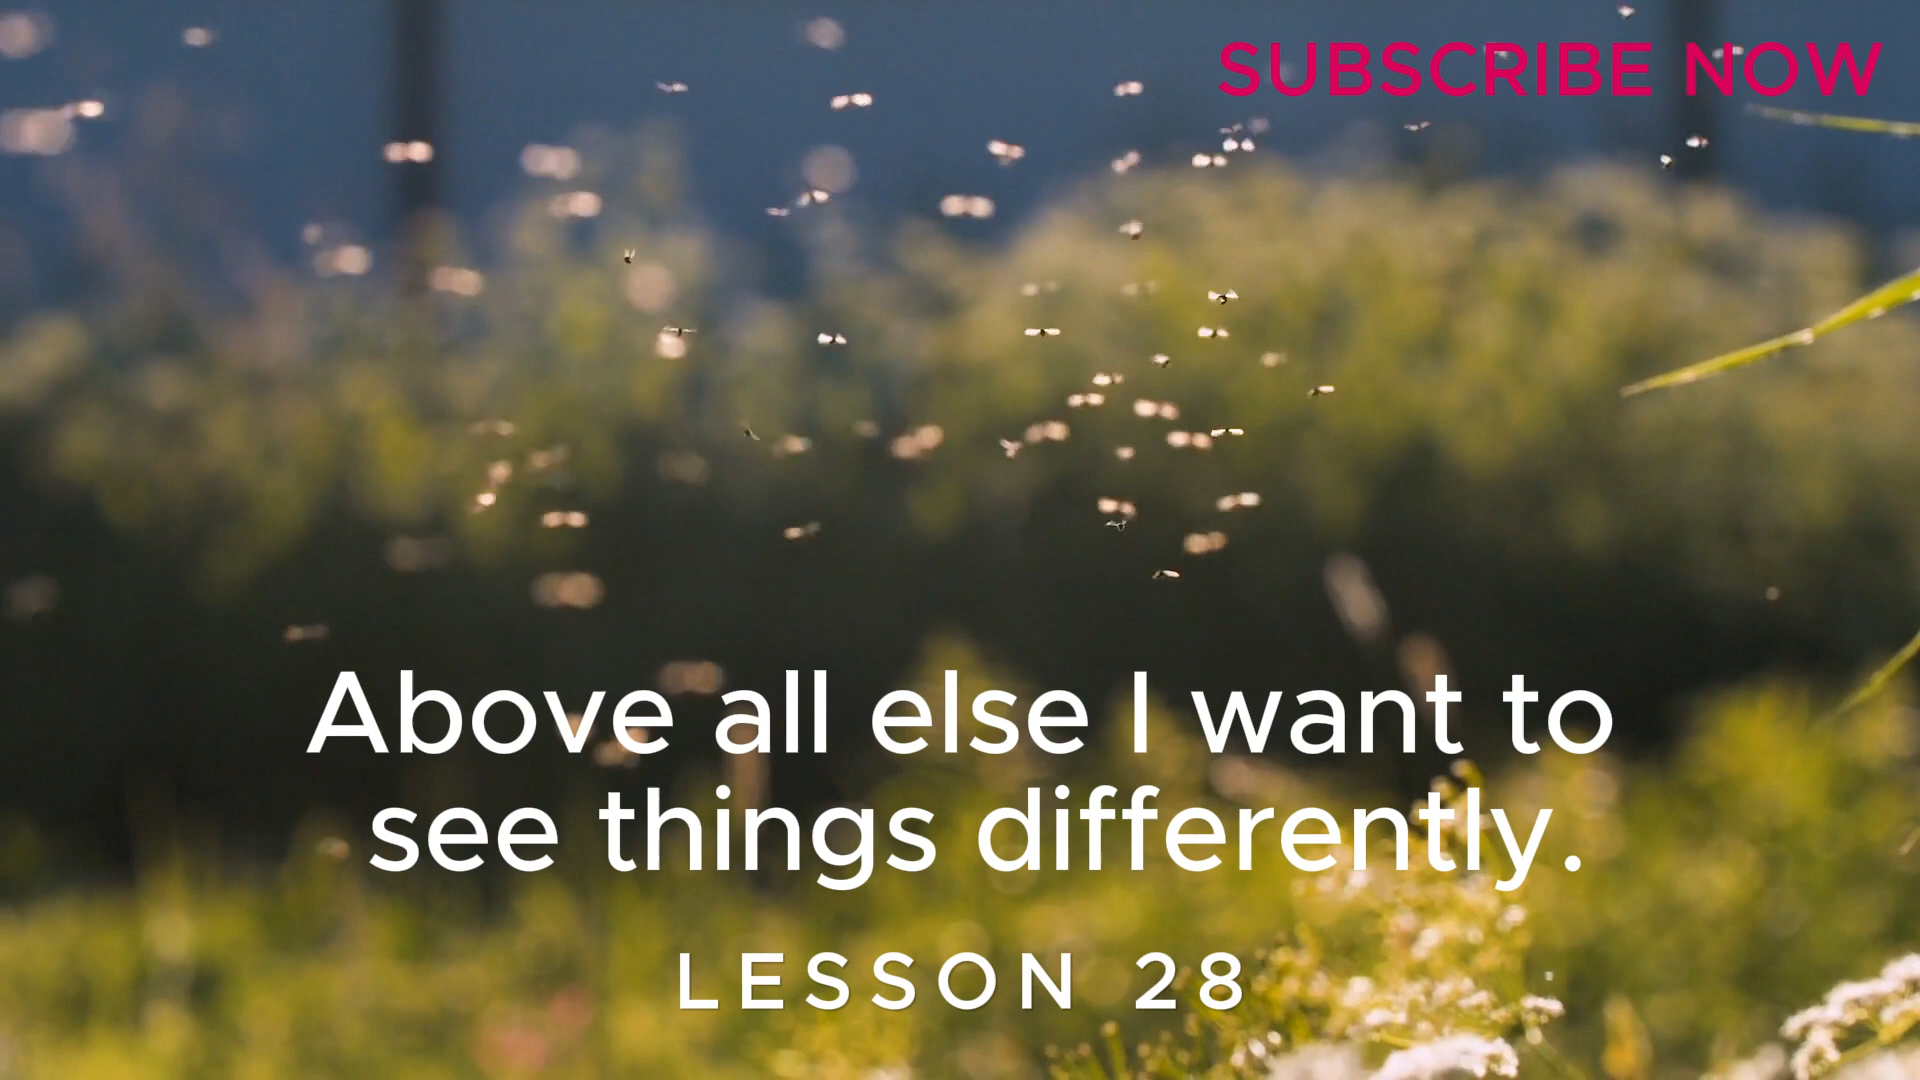 SUBSCRIBE NOW
Above all else I want to
see things differently.
LESSON 28